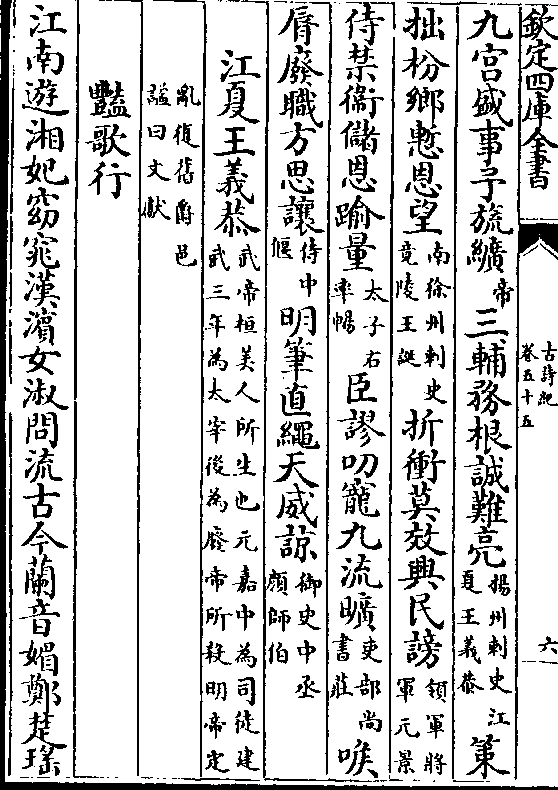 欽定四庫全書
古詩紀
卷五十五
六
九宮盛事予旒纊帝三輔務根誠難亮揚州刺史江夏王義恭策
拙枌鄉慙恩望南徐州刺史竟陵王誕折衝莫效興民謗領軍將軍元景
侍禁衛儲恩踰量太子右率暢臣謬叨寵九流曠吏部尚書莊喉
脣廢職方思讓侍中偃明筆直繩天威諒御史中丞顏師伯
江夏王義恭武帝桓美人所生也元嘉中為司徒建武三年為太宰後為廢帝所殺明帝定
亂復舊爵邑諡曰文獻
豔歌行
江南遊湘妃窈窕漢濱女淑問流古今蘭音媚鄭楚瑤